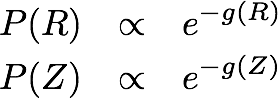 P(R) ∝ e^{-g(R)}
P(Z) ∝ e^{-g(Z)}